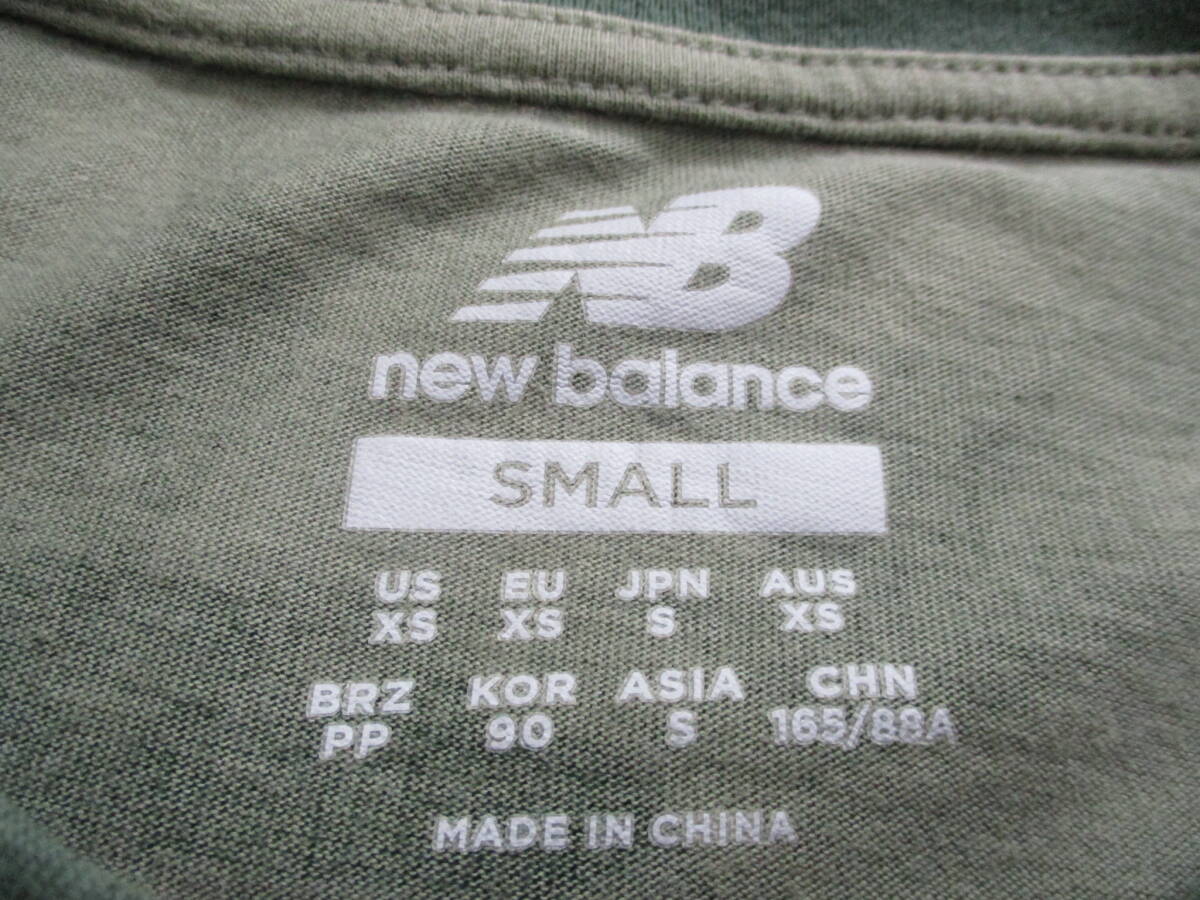 NB
new balance
SMALL
US EU JPN AUS
XS XS S XS
BRZ KOR ASIA CHN
PP 90 S 165/88A
MADE IN CHINA